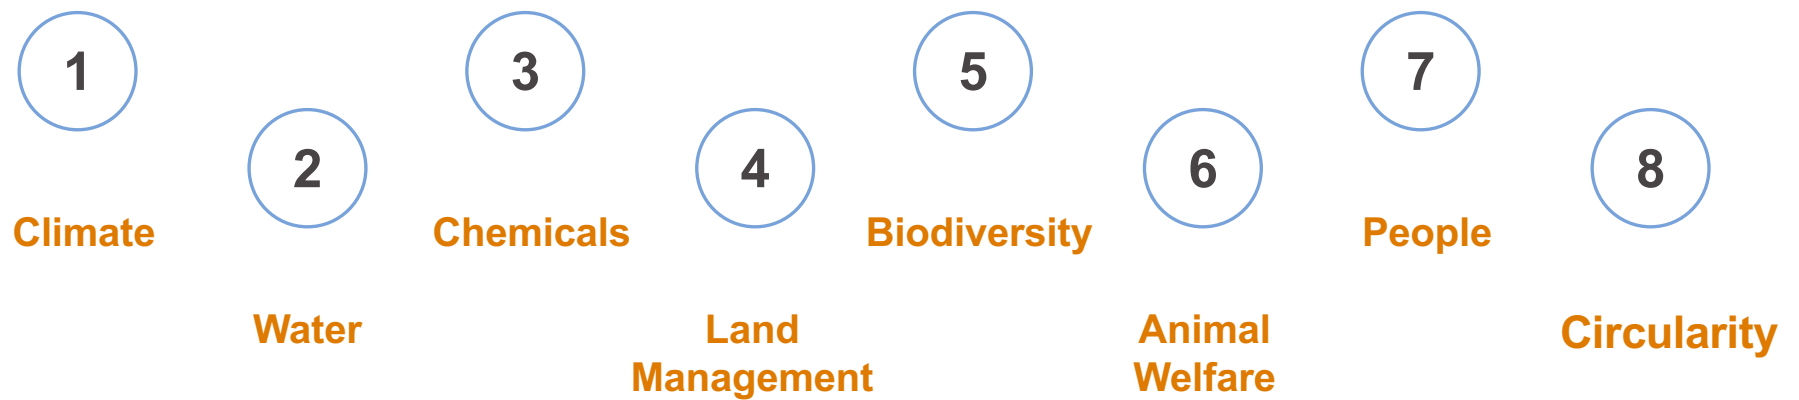 1
Climate
2
Water
3
Chemicals
4
Land
Management
5
Biodiversity
6
Animal
Welfare
7
People
8
Circularity